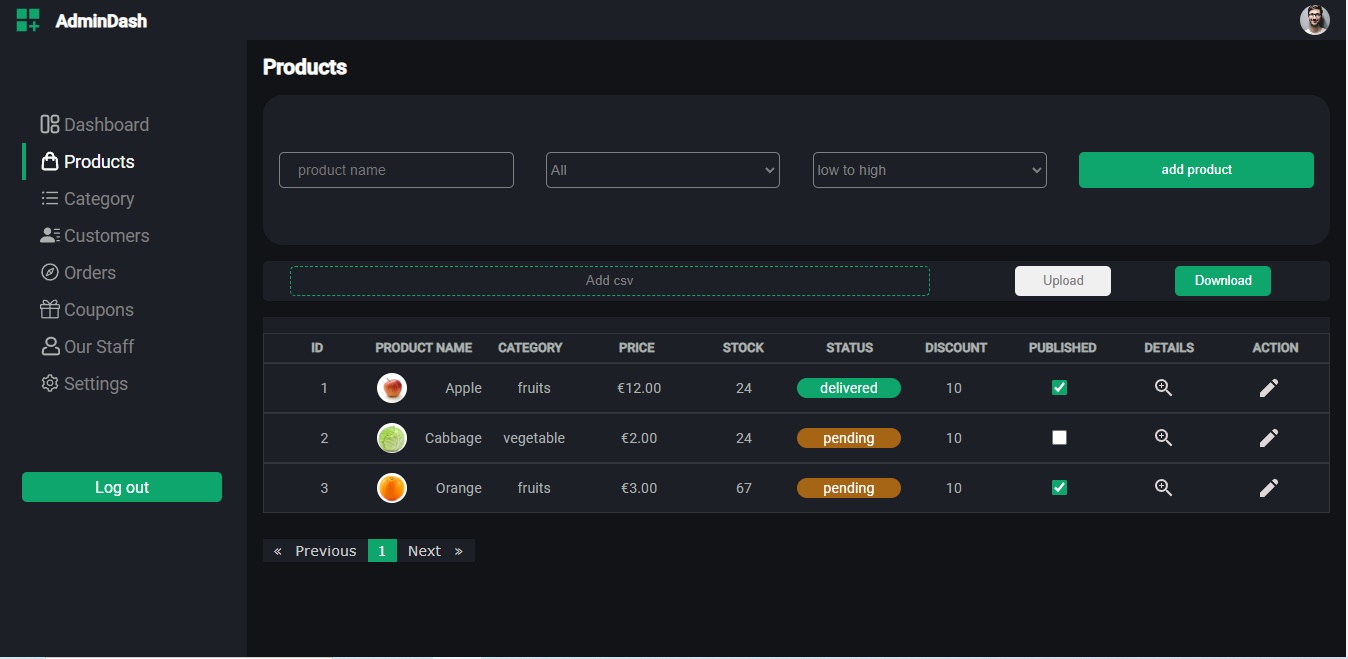 AdminDash
Products
Dashboard
Products
Category
Customers
Orders
Coupons
Our Staff
Settings
Log out
product name All low to high add product
Add csv Upload Download
ID PRODUCT NAME CATEGORY PRICE STOCK STATUS DISCOUNT PUBLISHED DETAILS ACTION
1 Apple fruits €12.00 24 delivered 10
2 Cabbage vegetable €2.00 24 pending 10
3 Orange fruits €3.00 67 pending 10
« Previous 1 Next »